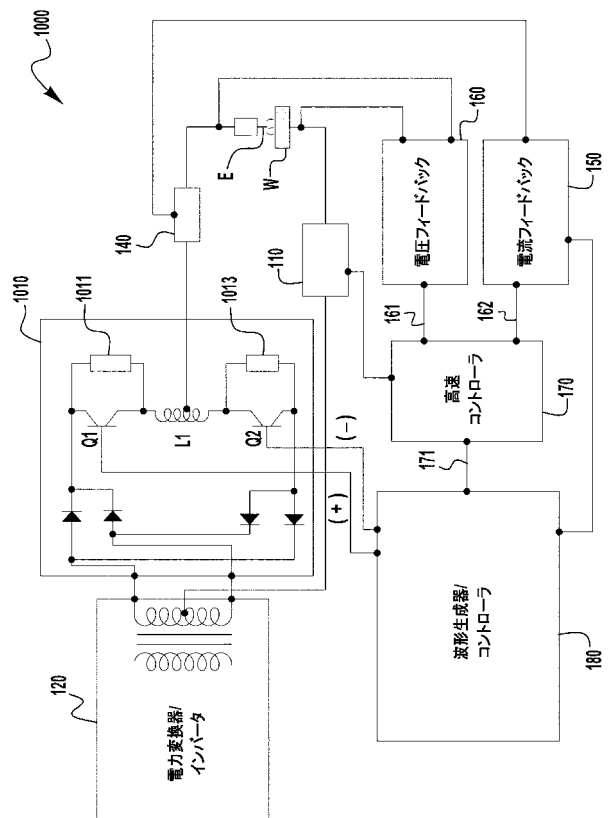 1000
140
E
W
160
電圧フィードバック
150
電流フィードバック
110
161
162
1010
1011
1013
Q1
L1
Q2
高速
コントローラ
170
171
(+)
(-)
120
電力変換器/
インバータ
波形生成器/
コントローラ
180